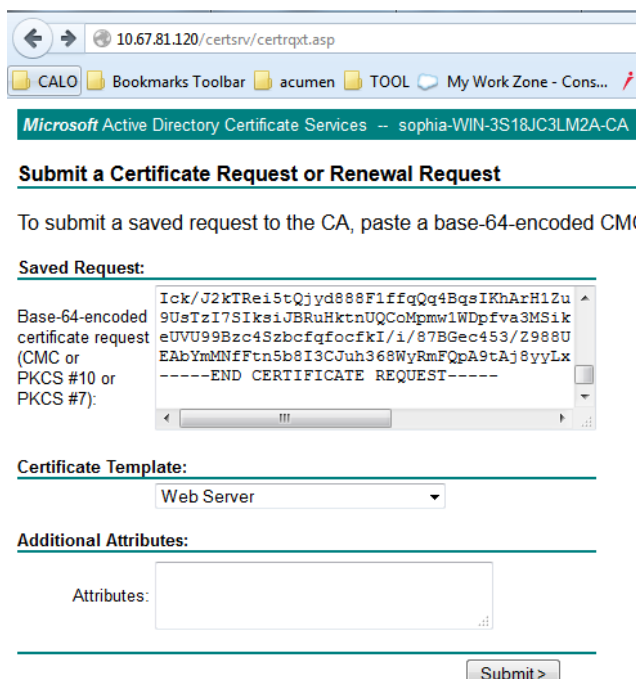 10.67.81.120/certsrv/certrqxt.asp
CALO Bookmarks Toolbar acumen TOOL My Work Zone - Cons...
Microsoft Active Directory Certificate Services -- sophia-WIN-3S18JC3LM2A-CA
Submit a Certificate Request or Renewal Request
To submit a saved request to the CA, paste a base-64-encoded CMC
Saved Request:
Base-64-encoded
certificate request
(CMC or
PKCS #10 or
PKCS #7):
Ick/J2kTRei5tQjyd888F1ffqQq4BqsIKhArH1Zu
9UsTzI7SIksiJBRuHktnUQCoMpmw1WDpfva3MSik
eUVU99Bzc4SzbcfqfocfkI/i/87BGec453/Z988U
EAbYmMNfFtn5b8I3CJuh368WyRmFQpA9tAj8yyLx
-----END CERTIFICATE REQUEST-----
Certificate Template:
Web Server
Additional Attributes:
Attributes:
Submit >